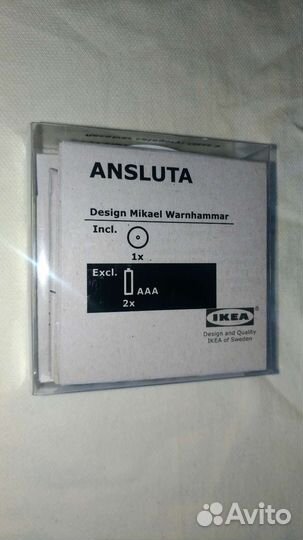 ANSLUTA
Design Mikael Warnhammar
Incl.
1x
Excl.
AAA
2x
IKEA
Design and Quality
IKEA of Sweden
Avito